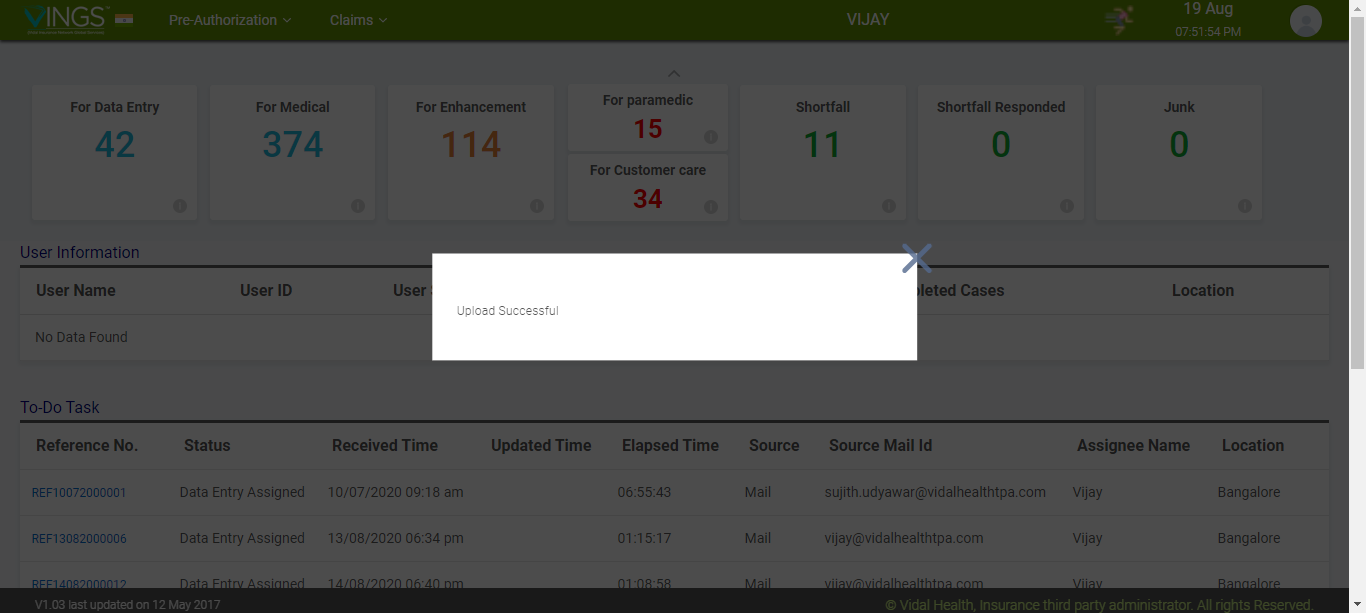 VINGS Pre-Authorization Claims VIJAY 19 Aug
07:51:54 PM
For Data Entry
42
For Medical
374
For Enhancement
114
For paramedic
15
For Customer care
34
Shortfall
11
Shortfall Responded
0
Junk
0
User Information
User Name User ID User pleted Cases Location
No Data Found
Upload Successful
To-Do Task
Reference No. Status Received Time Updated Time Elapsed Time Source Source Mail Id Assignee Name Location
REF10072000001 Data Entry Assigned 10/07/2020 09:18 am 06:55:43 Mail sujith.udyawar@vidalhealthtpa.com Vijay Bangalore
REF13082000006 Data Entry Assigned 13/08/2020 06:34 pm 01:15:17 Mail vijay@vidalhealthtpa.com Vijay Bangalore
REF14082000012 Data Entry Assigned 14/08/2020 06:40 pm 01:08:58 Mail vijay@vidalhealthtpa.com Vijay Bangalore
V1.03 last updated on 12 May 2017 © Vidal Health, Insurance third party administrator. All rights Reserved.